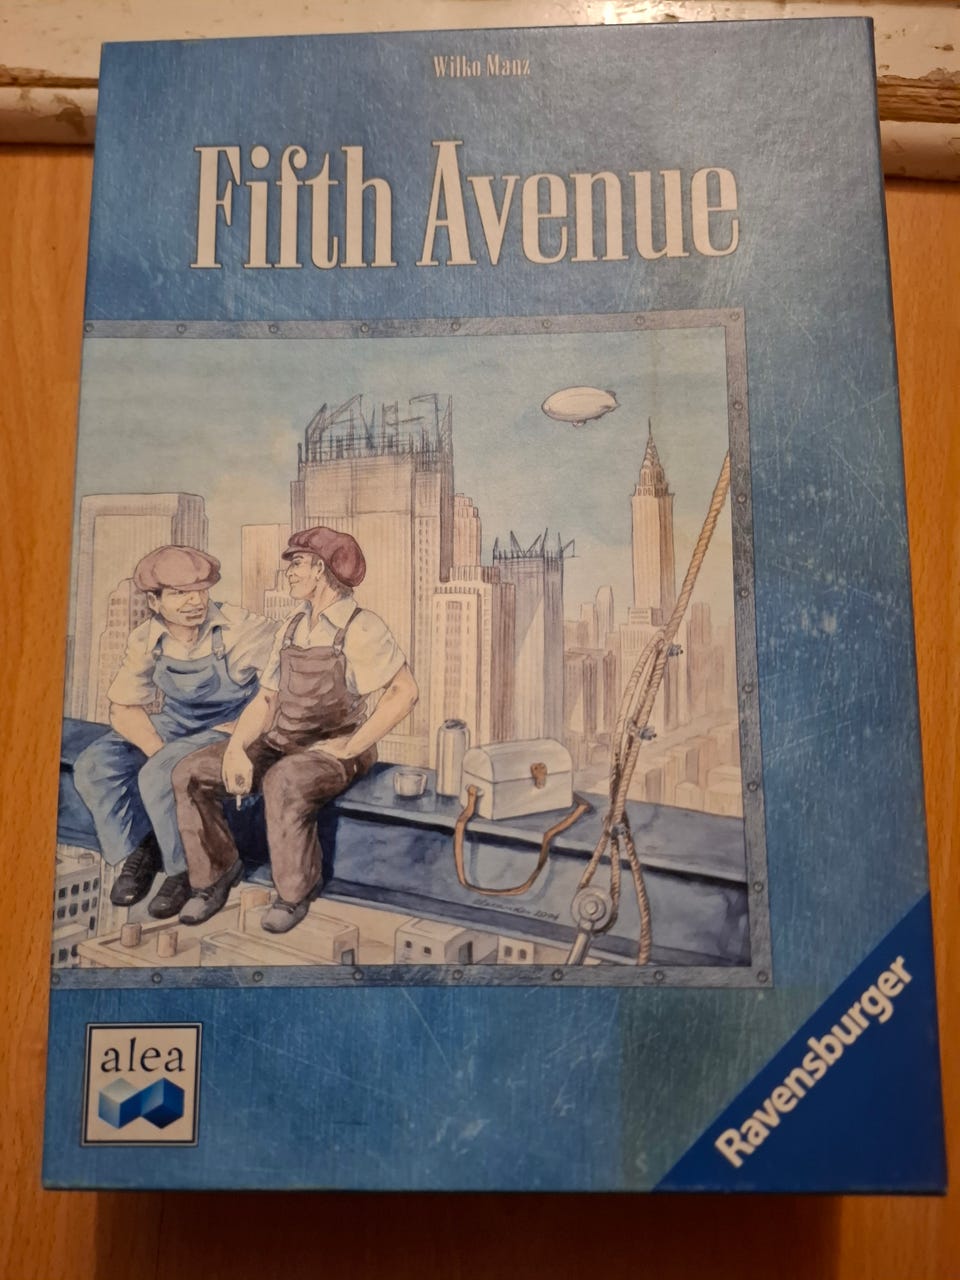 Wilko Manz
Fifth Avenue
alea
Ravensburger